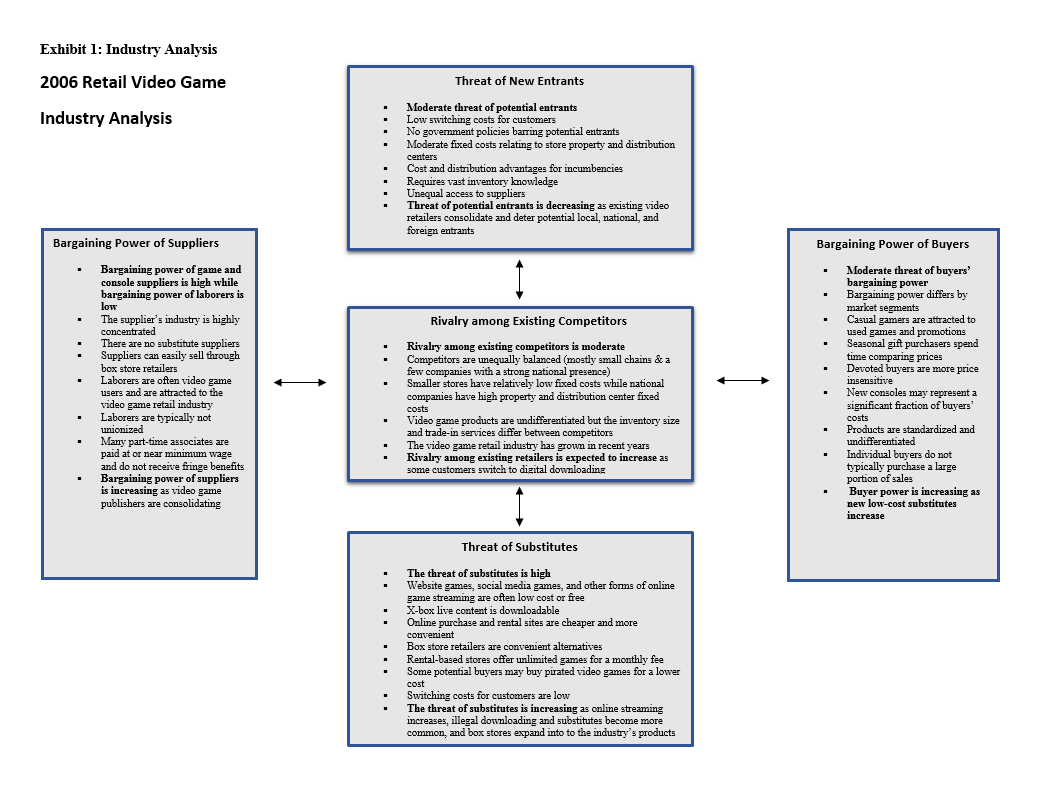 Exhibit 1: Industry Analysis
2006 Retail Video Game
Industry Analysis
Threat of New Entrants
▪ Moderate threat of potential entrants
▪ Low switching costs for customers
▪ No government policies barring potential entrants
▪ Moderate fixed costs relating to store property and distribution
centers
▪ Cost and distribution advantages for incumbencies
▪ Requires vast inventory knowledge
▪ Unequal access to suppliers
▪ Threat of potential entrants is decreasing as existing video
retailers consolidate and deter potential local, national, and
foreign entrants
Bargaining Power of Suppliers
▪ Bargaining power of game and
console suppliers is high while
bargaining power of laborers is
low
▪ The supplier's industry is highly
concentrated
▪ There are no substitute suppliers
▪ Suppliers can easily sell through
box store retailers
▪ Laborers are often video game
users and are attracted to the
video game retail industry
▪ Laborers are typically not
unionized
▪ Many part-time associates are
paid at or near minimum wage
and do not receive fringe benefits
▪ Bargaining power of suppliers
is increasing as video game
publishers are consolidating
Rivalry among Existing Competitors
▪ Rivalry among existing competitors is moderate
▪ Competitors are unequally balanced (mostly small chains & a
few companies with a strong national presence)
▪ Smaller stores have relatively low fixed costs while national
companies have high property and distribution center fixed
costs
▪ Video game products are undifferentiated but the inventory size
and trade-in services differ between competitors
▪ The video game retail industry has grown in recent years
▪ Rivalry among existing retailers is expected to increase as
some customers switch to digital downloading
Bargaining Power of Buyers
▪ Moderate threat of buyers'
bargaining power
▪ Bargaining power differs by
market segments
▪ Casual gamers are attracted to
used games and promotions
▪ Seasonal gift purchasers spend
time comparing prices
▪ Devoted buyers are more price
insensitive
▪ New consoles may represent a
significant fraction of buyers'
costs
▪ Products are standardized and
undifferentiated
▪ Individual buyers do not
typically purchase a large
portion of sales
▪ Buyer power is increasing as
new low-cost substitutes
increase
Threat of Substitutes
▪ The threat of substitutes is high
▪ Website games, social media games, and other forms of online
game streaming are often low cost or free
▪ X-box live content is downloadable
▪ Online purchase and rental sites are cheaper and more
convenient
▪ Box store retailers are convenient alternatives
▪ Rental-based stores offer unlimited games for a monthly fee
▪ Some potential buyers may buy pirated video games for a lower
cost
▪ Switching costs for customers are low
▪ The threat of substitutes is increasing as online streaming
increases, illegal downloading and substitutes become more
common, and box stores expand into to the industry's products